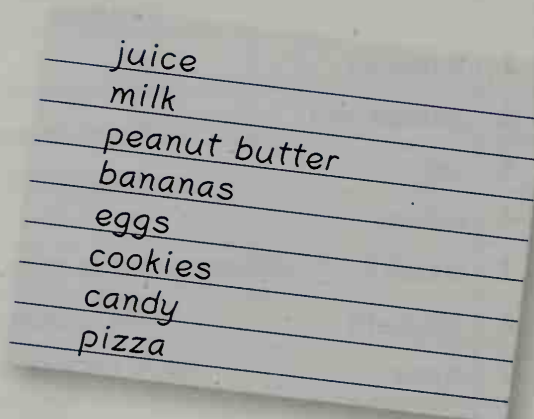 juice
milk
peanut butter
bananas
eggs
cookies
candy
pizza